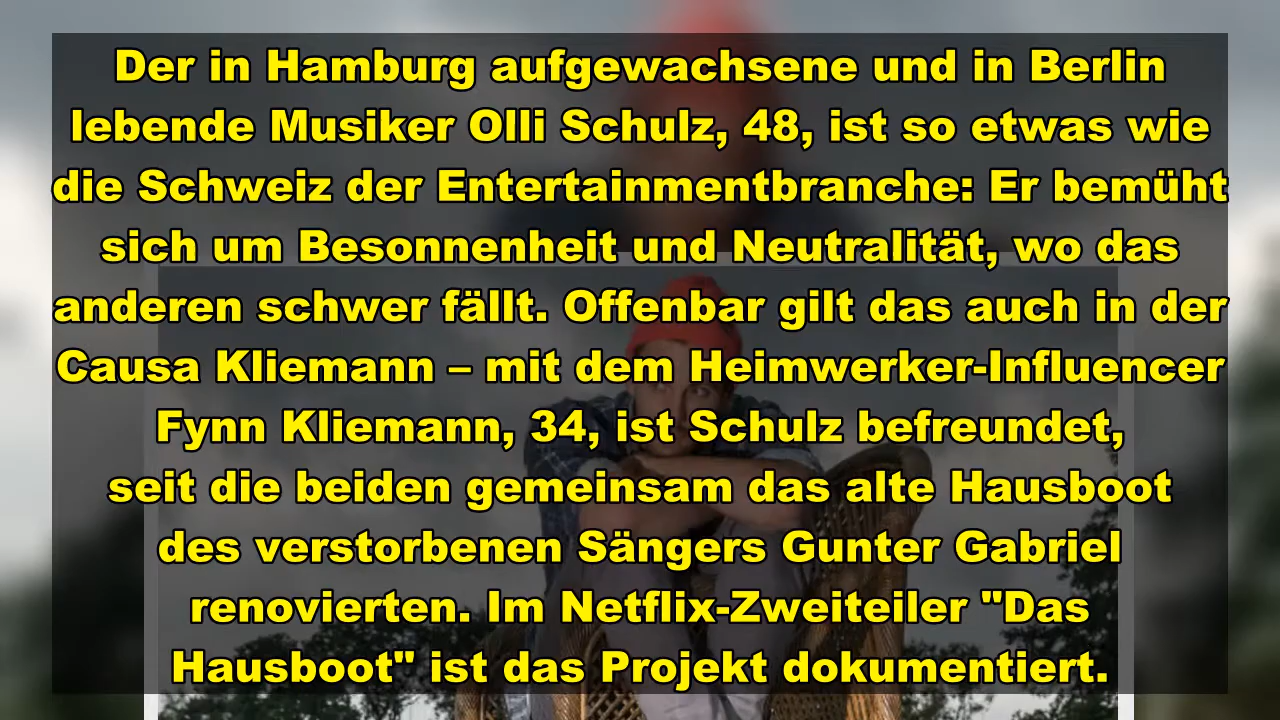 Der in Hamburg aufgewachsene und in Berlin
lebende Musiker Olli Schulz, 48, ist so etwas wie
die Schweiz der Entertainmentbranche: Er bemüht
sich um Besonnenheit und Neutralität, wo das
anderen schwer fällt. Offenbar gilt das auch in der
Causa Kliemann – mit dem Heimwerker-Influencer
Fynn Kliemann, 34, ist Schulz befreundet,
seit die beiden gemeinsam das alte Hausboot
des verstorbenen Sängers Gunter Gabriel
renovierten. Im Netflix-Zweiteiler "Das
Hausboot" ist das Projekt dokumentiert.